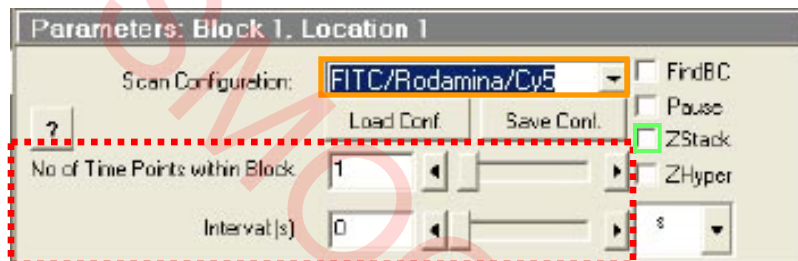 Parameters: Block 1, Location 1
Scan Configuration: FITC/Rodamina/Cy5 FindBC
Load Conf. Save Conf. Pause
? ZStack
No of Time Points within Block 1 ZHyper
Interval(s) 0 s